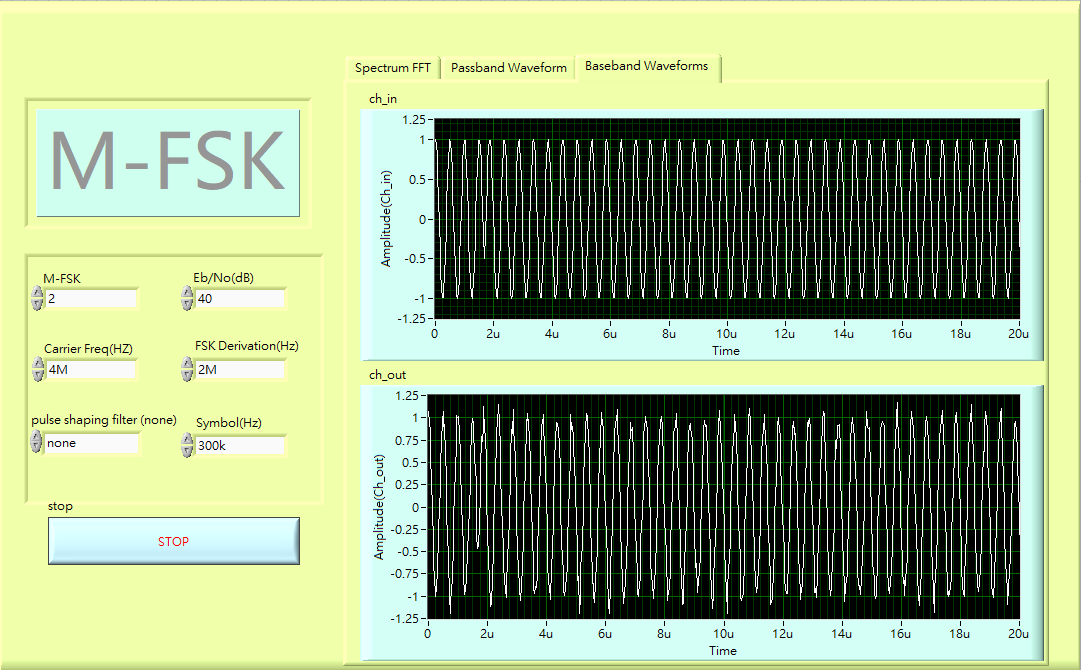 Spectrum FFT Passband Waveform Baseband Waveforms
M-FSK
M-FSK Eb/No(dB)
2 40
Carrier Freq(HZ) FSK Derivation(Hz)
4M 2M
pulse shaping filter (none) Symbol(Hz)
none 300k
stop
STOP
ch_in
Amplitude(Ch_in)
1.25
1
0.5
0
-0.5
-1
-1.25
0 2u 4u 6u 8u 10u 12u 14u 16u 18u 20u
Time
ch_out
Amplitude(Ch_out)
1.25
1
0.75
0.5
0.25
0
-0.25
-0.5
-0.75
-1
-1.25
0 2u 4u 6u 8u 10u 12u 14u 16u 18u 20u
Time